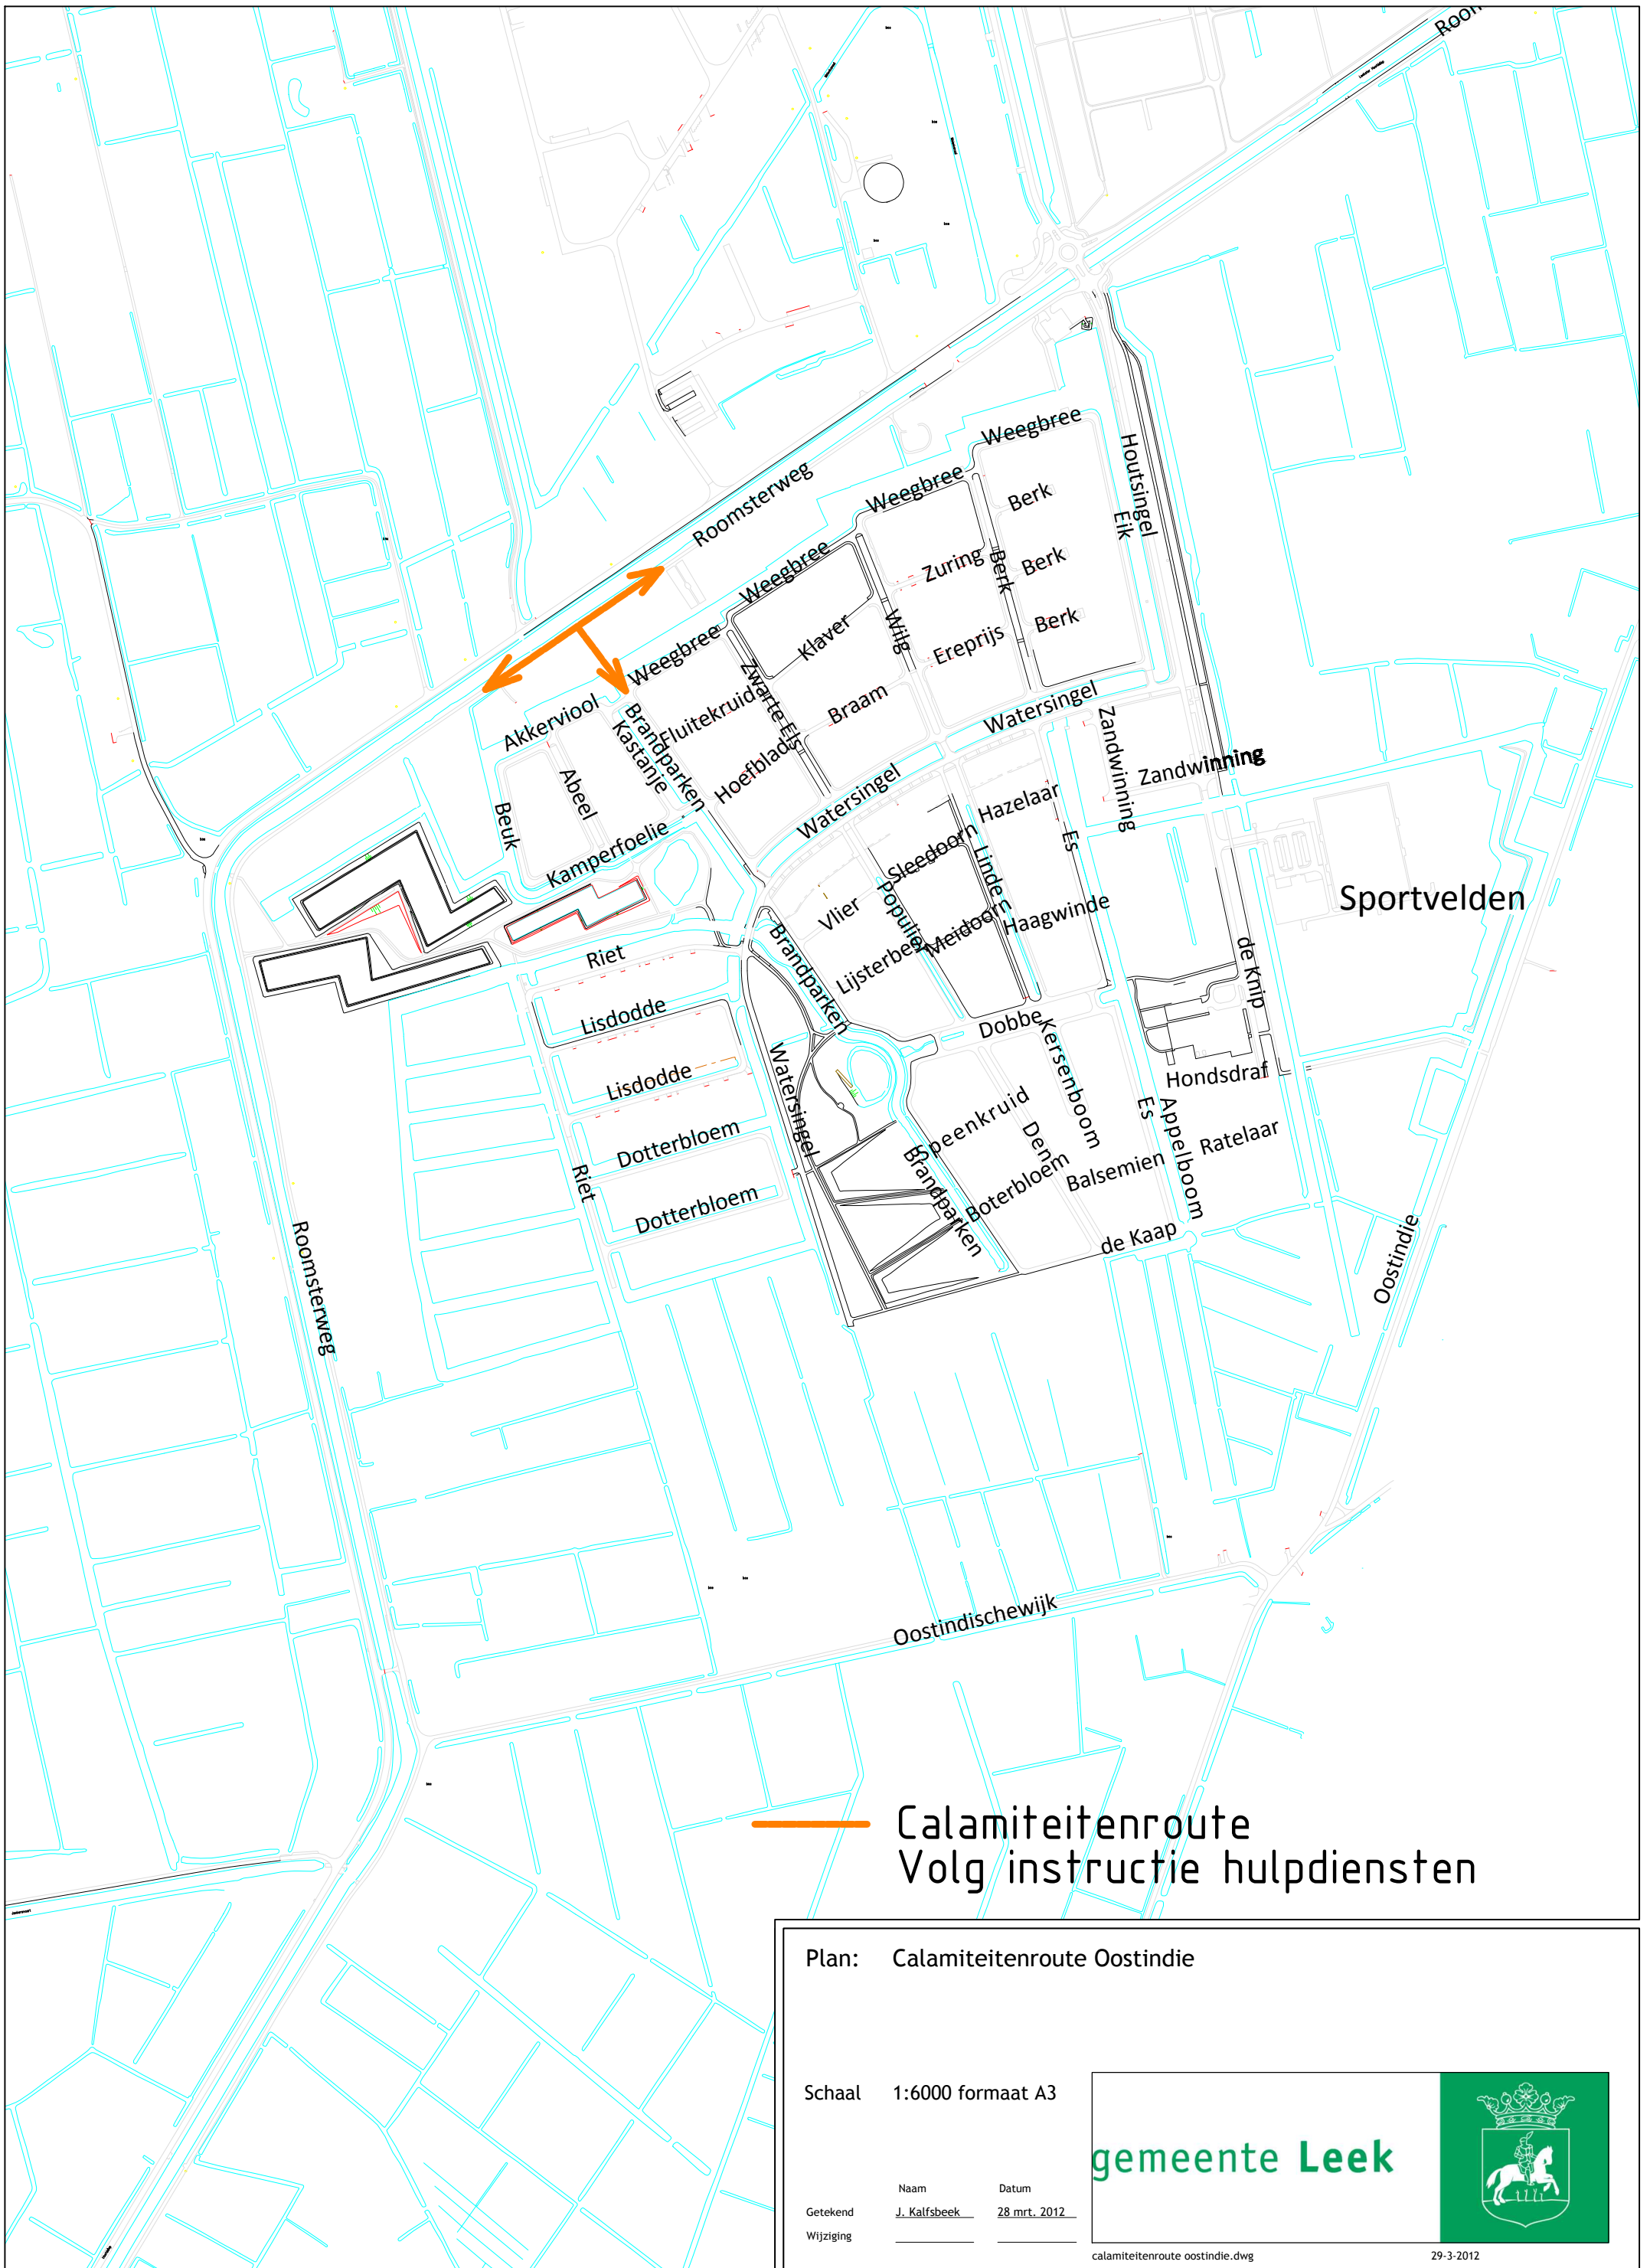 Roon
Weegbree
Houtsingel
Eik
Weegbree
Roomsterweg
Berk
Berk
Berk
Berk
Zuring
Weegbree
Klaver
Wilg
Ereprijs
Weegbree
Zwarte Els
Fluitekruid
Braam
Akkerviool
Brandparken
Kastanje
Hoefblad
Watersingel
Zandwinning
Zandwinning
Abeel
Beuk
Kamperfoelie
Watersingel
Hazelaar
Es
Sleedoorn
Linde
Vlier
Populier
Meidoorn
Haagwinde
Sportvelden
Lijsterbes
Brandparken
Riet
de Knip
Lisdodde
Dobbe
Kersenboom
Lisdodde
Watersingel
Hondsdraf
Speenkruid
Den
Es
Appelboom
Ratelaar
Dotterbloem
Balsemien
Brandparken
Boterbloem
Riet
Dotterbloem
de Kaap
Oostindie
Roomsterweg
Oostindischewijk
Calamiteitenroute
Volg instructie hulpdiensten
Plan: Calamiteitenroute Oostindie
Schaal 1:6000 formaat A3
gemeente Leek
Naam Datum
Getekend J. Kalfsbeek 28 mrt. 2012
Wijziging
calamiteitenroute oostindie.dwg 29-3-2012